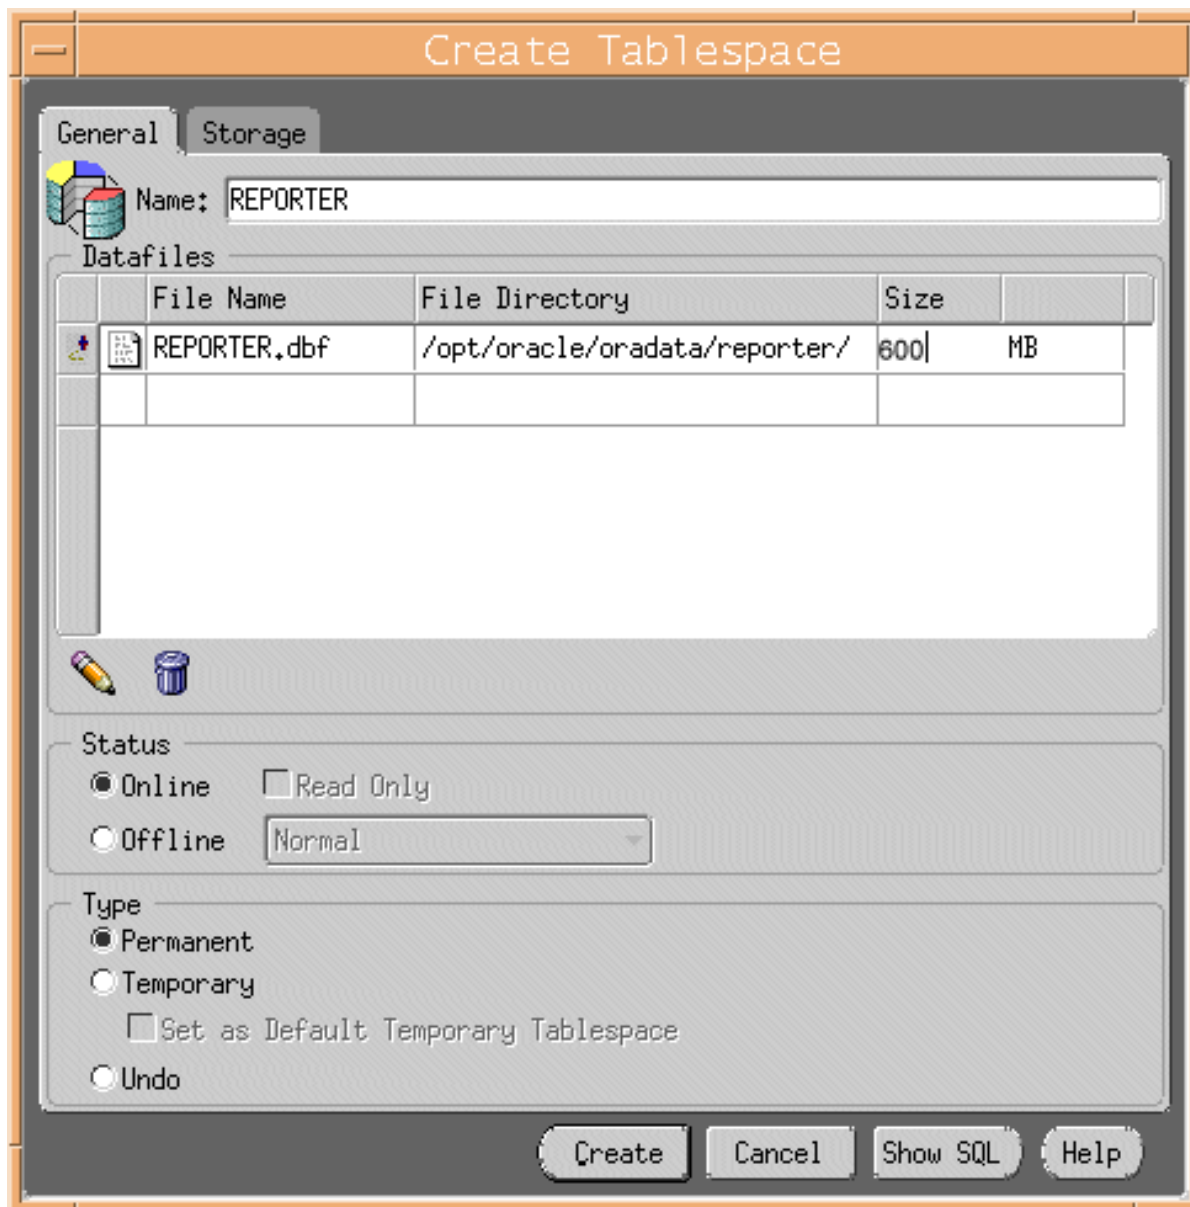 Create Tablespace
General Storage
Name: REPORTER
Datafiles
File Name File Directory Size
REPORTER.dbf /opt/oracle/oradata/reporter/ 600 MB
Status
Online Read Only
Offline Normal
Type
Permanent
Temporary
Set as Default Temporary Tablespace
Undo
Create Cancel Show SQL Help